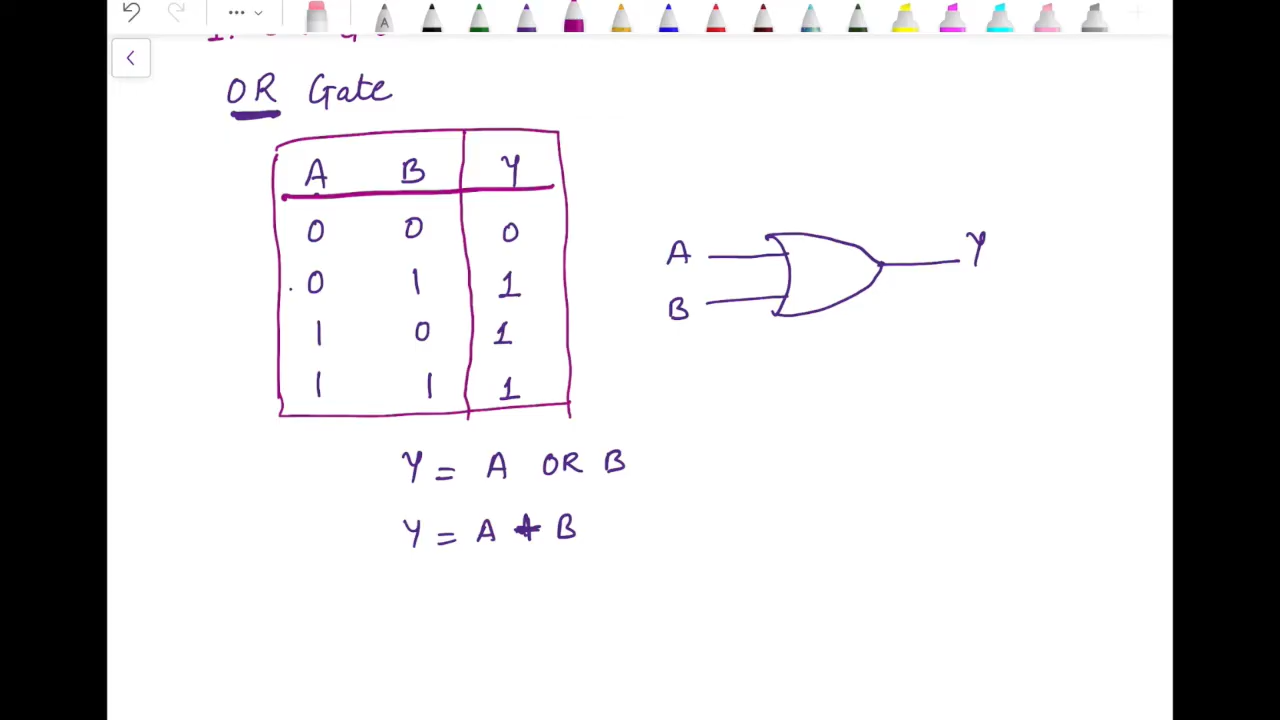 OR Gate
A B Y
0 0 0
0 1 1
1 0 1
1 1 1
A
B
Y
Y = A OR B
Y = A + B